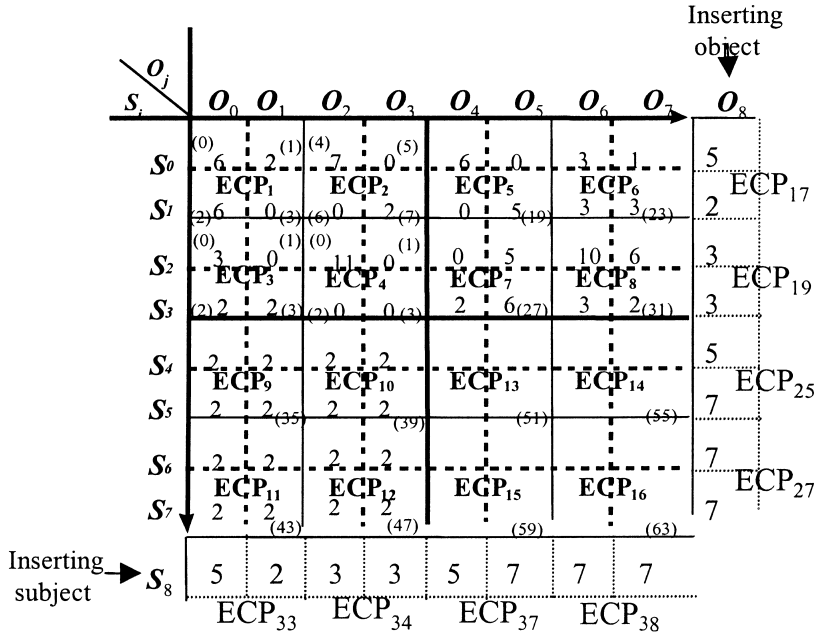 Inserting
object
O_j
S_i
O_0 O_1 O_2 O_3 O_4 O_5 O_6 O_7 O_8
(0) (1) (4) (5)
S_0 6 2 7 0 6 0 3 1 5
ECP_1 ECP_2 ECP_5 ECP_6 ECP_17
S_1 (2) 6 0 (3) (6) 0 2 (7) 0 5 (19) 3 3 (23) 2
(0) (1) (0) (1)
S_2 3 0 11 0 0 5 10 6 3
ECP_3 ECP_4 ECP_7 ECP_8 ECP_19
S_3 (2) 2 2 (3) (2) 0 0 (3) 2 6 (27) 3 2 (31) 3
S_4 2 2 2 2 5
ECP_9 ECP_10 ECP_13 ECP_14 ECP_25
S_5 2 2 (35) 2 2 (39) (51) (55) 7
S_6 2 2 2 2 7
ECP_11 ECP_12 ECP_15 ECP_16 ECP_27
S_7 2 2 (43) 2 2 (47) (59) (63) 7
Inserting
subject
S_8 5 2 3 3 5 7 7 7
ECP_33 ECP_34 ECP_37 ECP_38